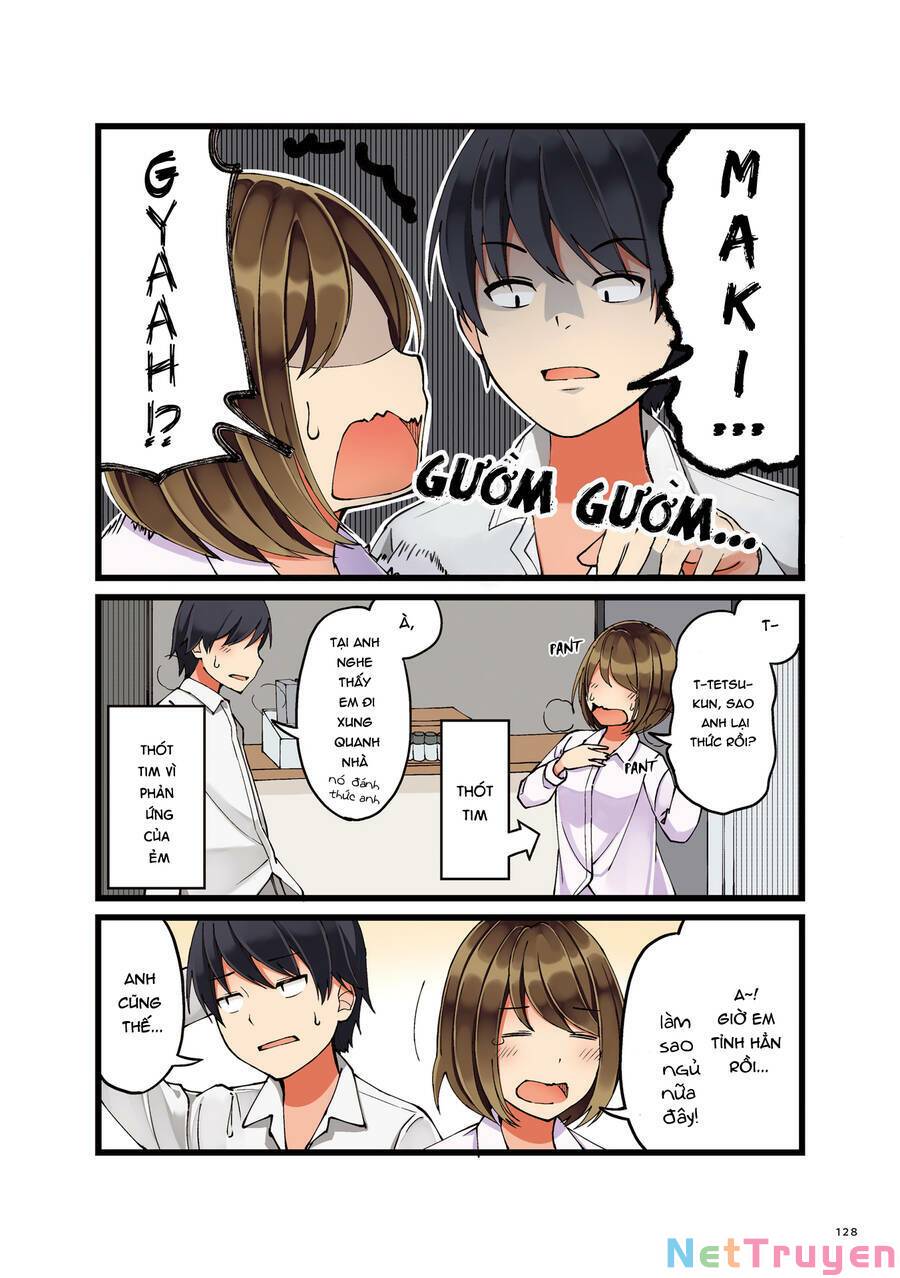 MAKI...
GYAAH!?
GƯỜM GƯỜM...
T-
T-TETSU-
KUN, SAO
ANH LẠI
THỨC RỒI?
PANT
PANT
THÓT
TIM
À,
TẠI ANH
NGHE
THẤY
EM ĐI
XUNG
QUANH
NHÀ
nó đánh
thức anh
THÓT
TIM VÌ
PHẢN
ỨNG
CỦA
ẺM
A~!
GIỜ EM
TỈNH HẲN
RỒI...
làm
sao
ngủ
nữa
đây!
ANH
CŨNG
THẾ...
128
NetTruyen